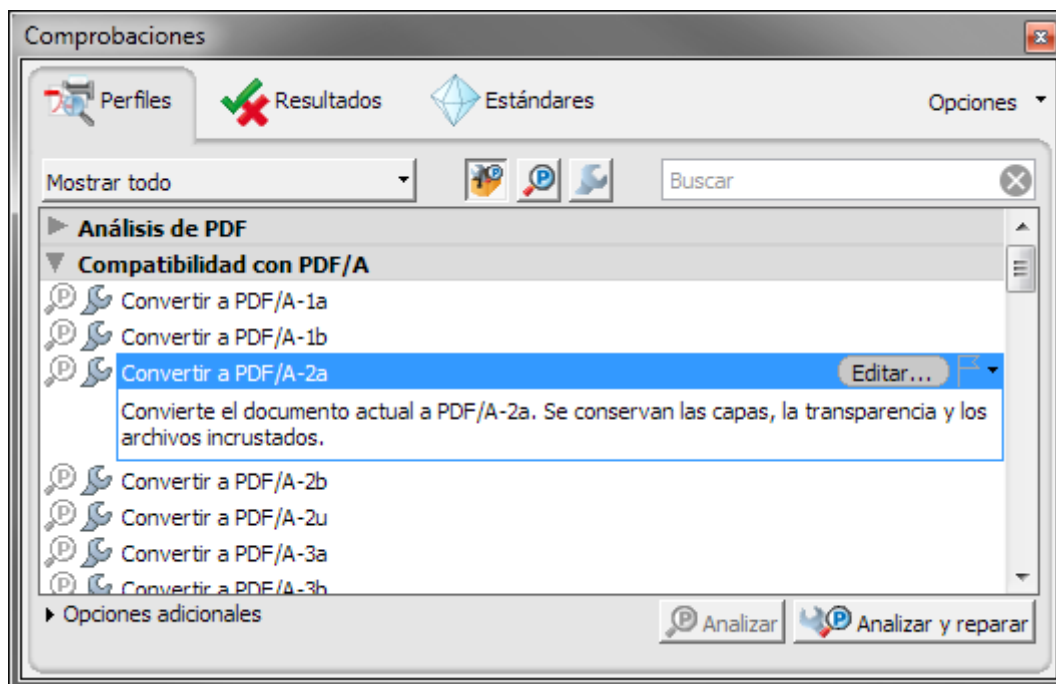 Comprobaciones
Perfiles
Resultados
Estándares
Opciones
Mostrar todo
Buscar
Análisis de PDF
Compatibilidad con PDF/A
Convertir a PDF/A-1a
Convertir a PDF/A-1b
Convertir a PDF/A-2a
Editar...
Convierte el documento actual a PDF/A-2a. Se conservan las capas, la transparencia y los
archivos incrustados.
Convertir a PDF/A-2b
Convertir a PDF/A-2u
Convertir a PDF/A-3a
Convertir a PDF/A-3b
Opciones adicionales
Analizar
Analizar y reparar